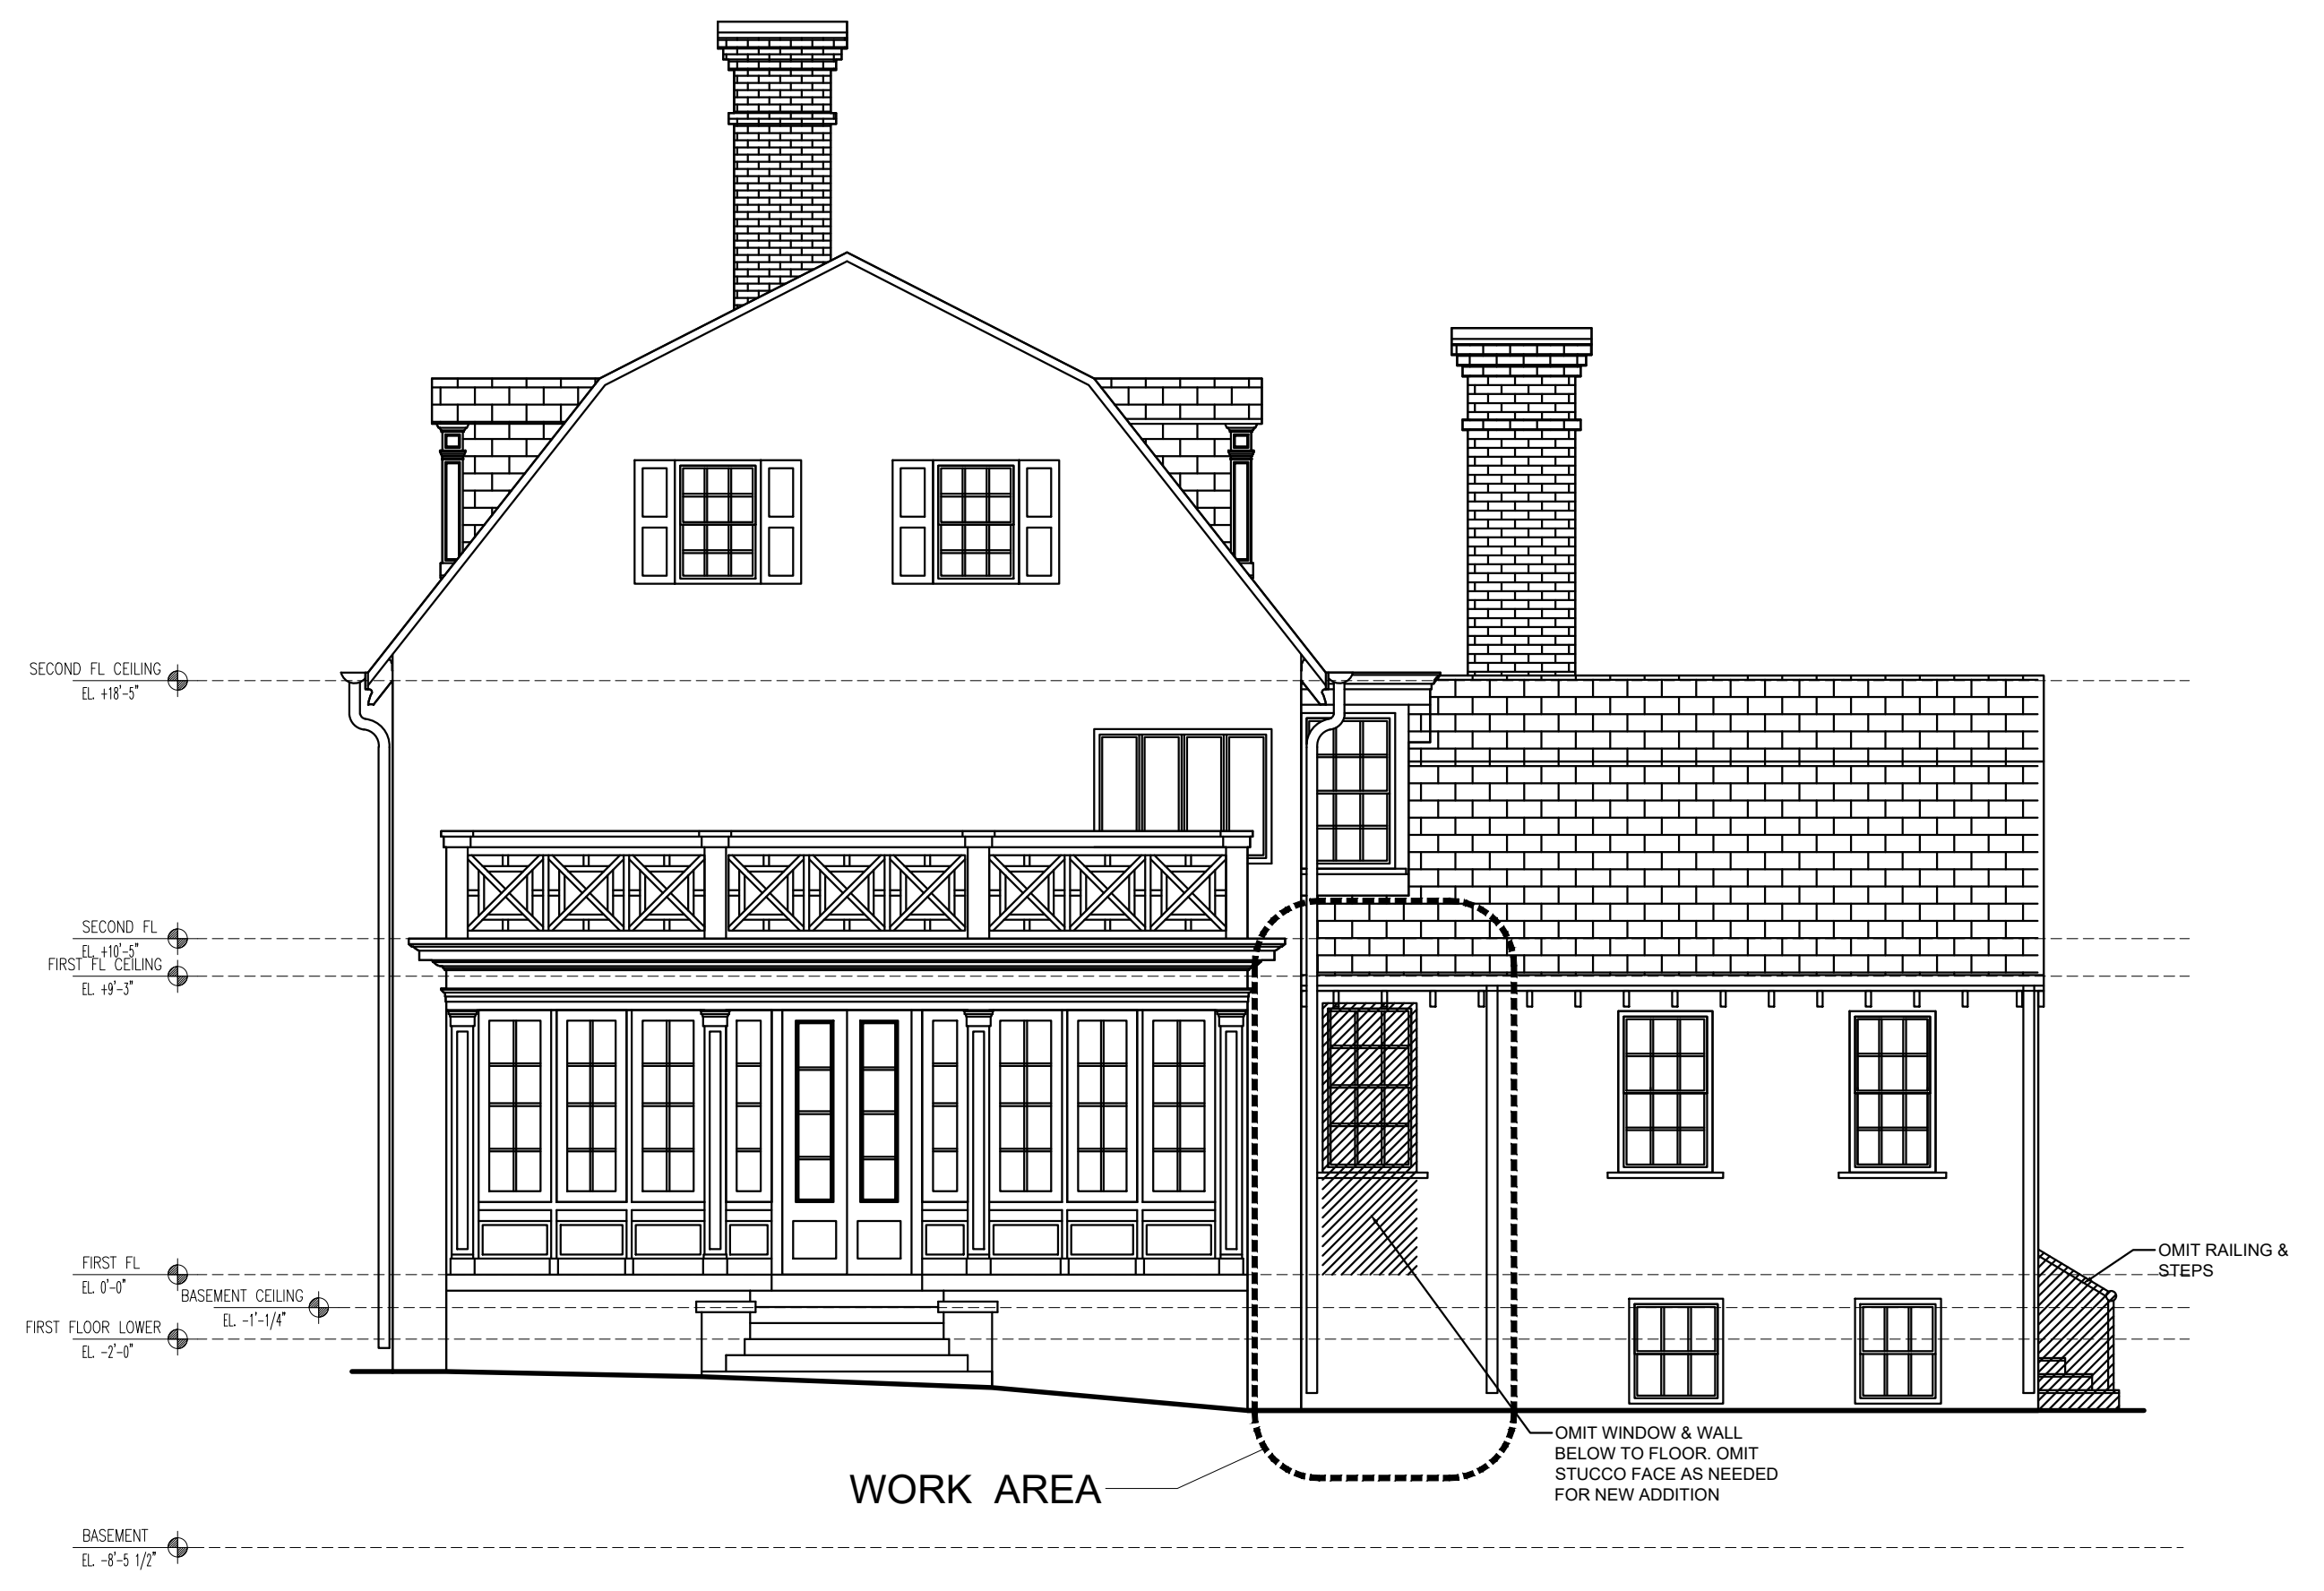 SECOND FL CEILING
EL. +18'-5"
SECOND FL
EL. +10'-5"
FIRST FL CEILING
EL. +9'-3"
FIRST FL
EL. 0'-0"
BASEMENT CEILING
EL. -1'-1/4"
FIRST FLOOR LOWER
EL. -2'-0"
OMIT RAILING &
STEPS
OMIT WINDOW & WALL
BELOW TO FLOOR. OMIT
STUCCO FACE AS NEEDED
FOR NEW ADDITION
WORK AREA
BASEMENT
EL. -8'-5 1/2"